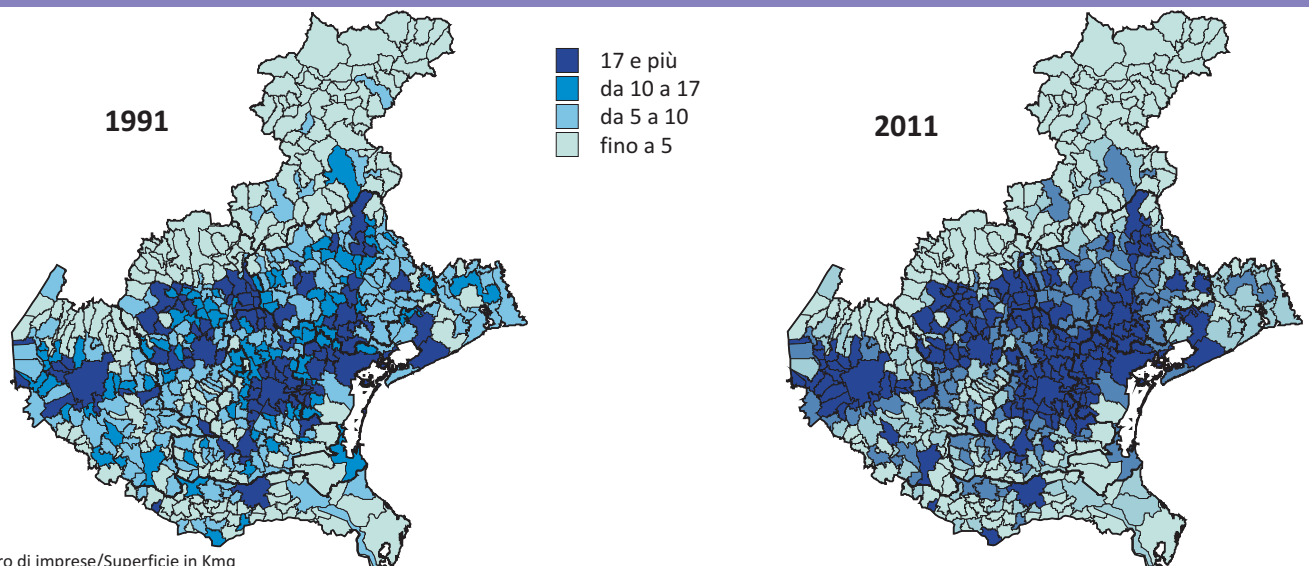 1991
17 e più
da 10 a 17
da 5 a 10
fino a 5
2011
di imprese/Superficie in Kmq